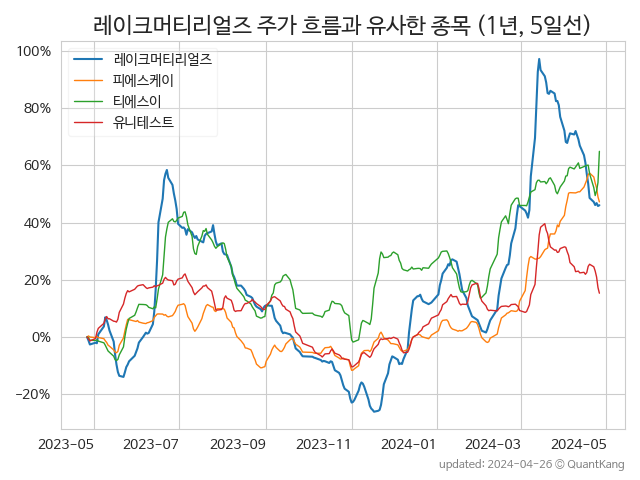 레이크머티리얼즈 주가 흐름과 유사한 종목 (1년, 5일선)
100%
80%
60%
40%
20%
0%
−20%
레이크머티리얼즈
피에스케이
티에스이
유니테스트
2023-05
2023-07
2023-09
2023-11
2024-01
2024-03
2024-05
updated: 2024-04-26 © QuantKang